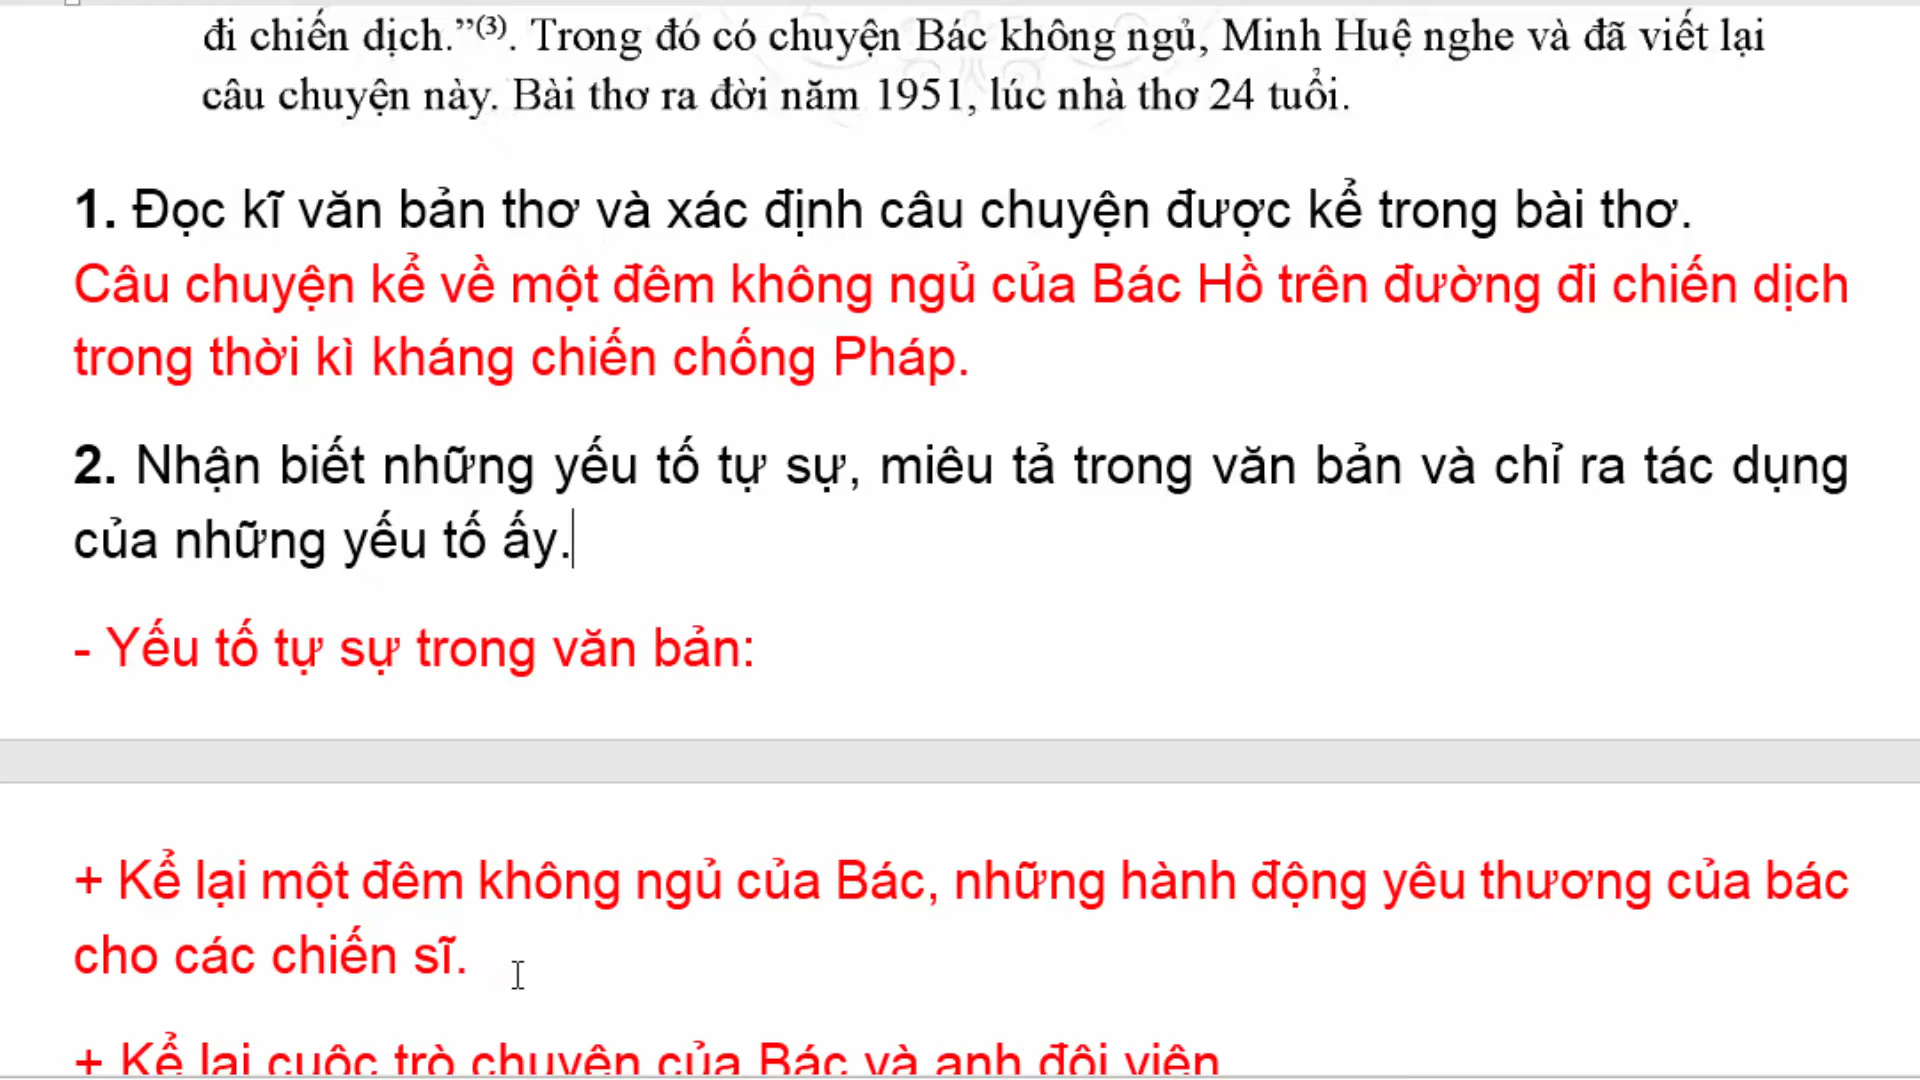 đi chiến dịch.”(3). Trong đó có chuyện Bác không ngủ, Minh Huệ nghe và đã viết lại
câu chuyện này. Bài thơ ra đời năm 1951, lúc nhà thơ 24 tuổi.
1. Đọc kĩ văn bản thơ và xác định câu chuyện được kể trong bài thơ.
Câu chuyện kể về một đêm không ngủ của Bác Hồ trên đường đi chiến dịch
trong thời kì kháng chiến chống Pháp.
2. Nhận biết những yếu tố tự sự, miêu tả trong văn bản và chỉ ra tác dụng
của những yếu tố ấy.
- Yếu tố tự sự trong văn bản:
+ Kể lại một đêm không ngủ của Bác, những hành động yêu thương của bác
cho các chiến sĩ.
+ Kể lại cuộc trò chuyện của Bác và anh đội viên